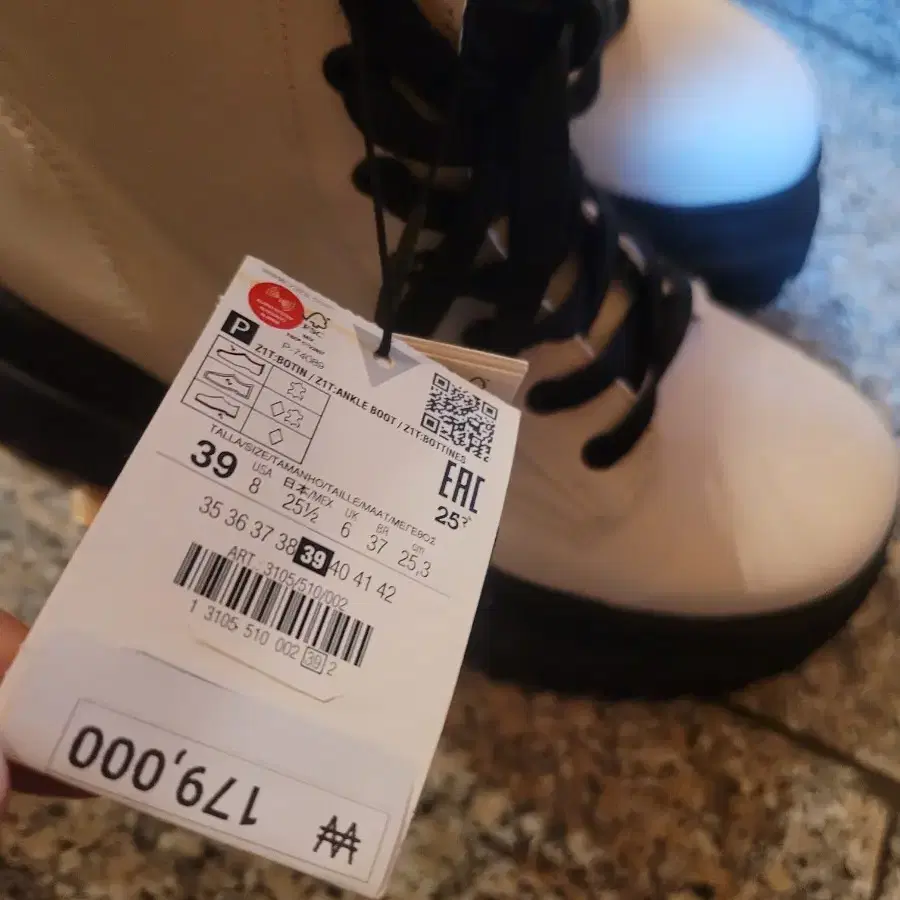 FSC
P-74089
P
Z1T:BOTIN / Z1T:ANKLE BOOT / Z1T:BOTTINES
TALLA/SIZE/TAMANHO/TAILLE/MAAT/ΜΕΓΕΘΟΣ
39 USA 8 日本/MEX 25½ UK 6 BR 37 cm 25,3
EAC
35 36 37 38 39 40 41 42
ART. 3105/510/002
1 3105 510 002 39 2
₩ 179,000